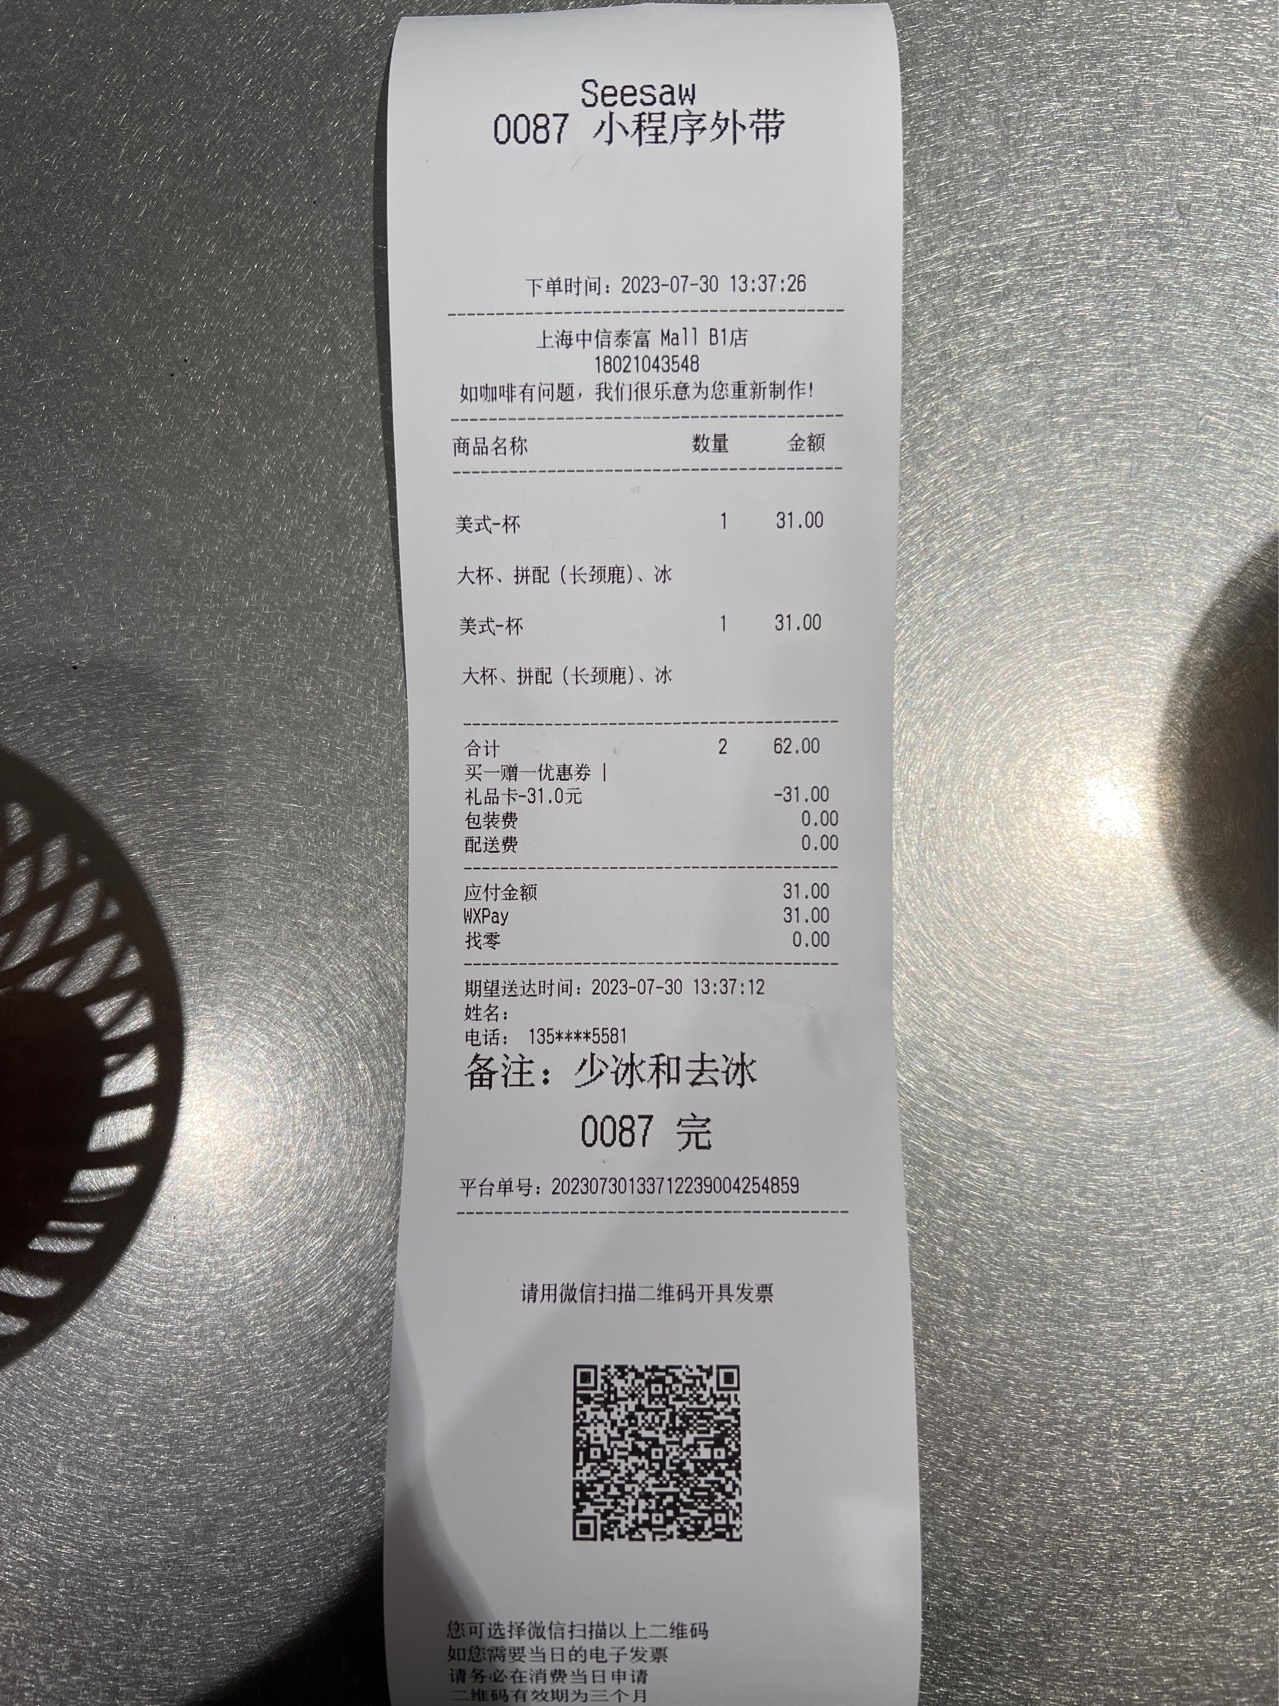 Seesaw
0087 小程序外带
下单时间：2023-07-30 13:37:26
上海中信泰富 Mall B1店
18021043548
如咖啡有问题，我们很乐意为您重新制作！
商品名称 数量 金额
美式-杯 1 31.00
大杯、拼配（长颈鹿）、冰
美式-杯 1 31.00
大杯、拼配（长颈鹿）、冰
合计 2 62.00
买一赠一优惠券 |
礼品卡-31.0元 -31.00
包装费 0.00
配送费 0.00
应付金额 31.00
WXPay 31.00
找零 0.00
期望送达时间：2023-07-30 13:37:12
姓名：
电话： 135****5581
备注：少冰和去冰
0087 完
平台单号：20230730133712239004254859
请用微信扫描二维码开具发票
您可选择微信扫描以上二维码
如您需要当日的电子发票
请务必在消费当日申请
二维码有效期为三个月